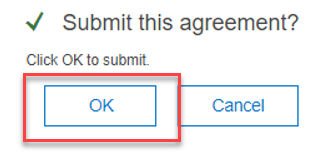 Submit this agreement?
Click OK to submit.
OK Cancel